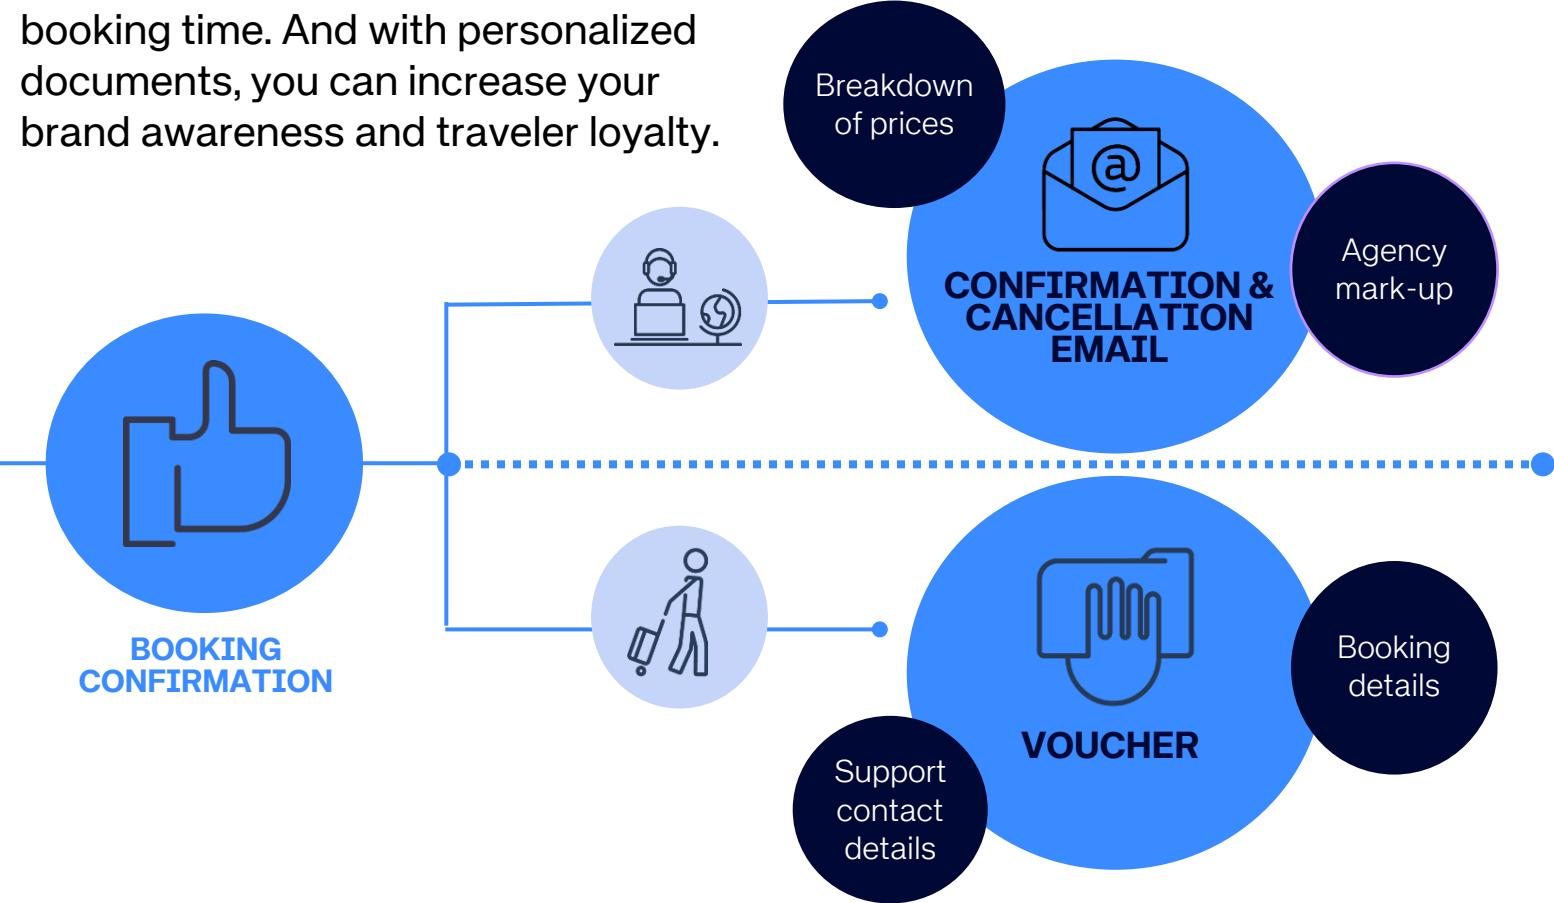 booking time. And with personalized
documents, you can increase your
brand awareness and traveler loyalty.
Breakdown
of prices
@
CONFIRMATION &
CANCELLATION
EMAIL
Agency
mark-up
BOOKING
CONFIRMATION
VOUCHER
Booking
details
Support
contact
details